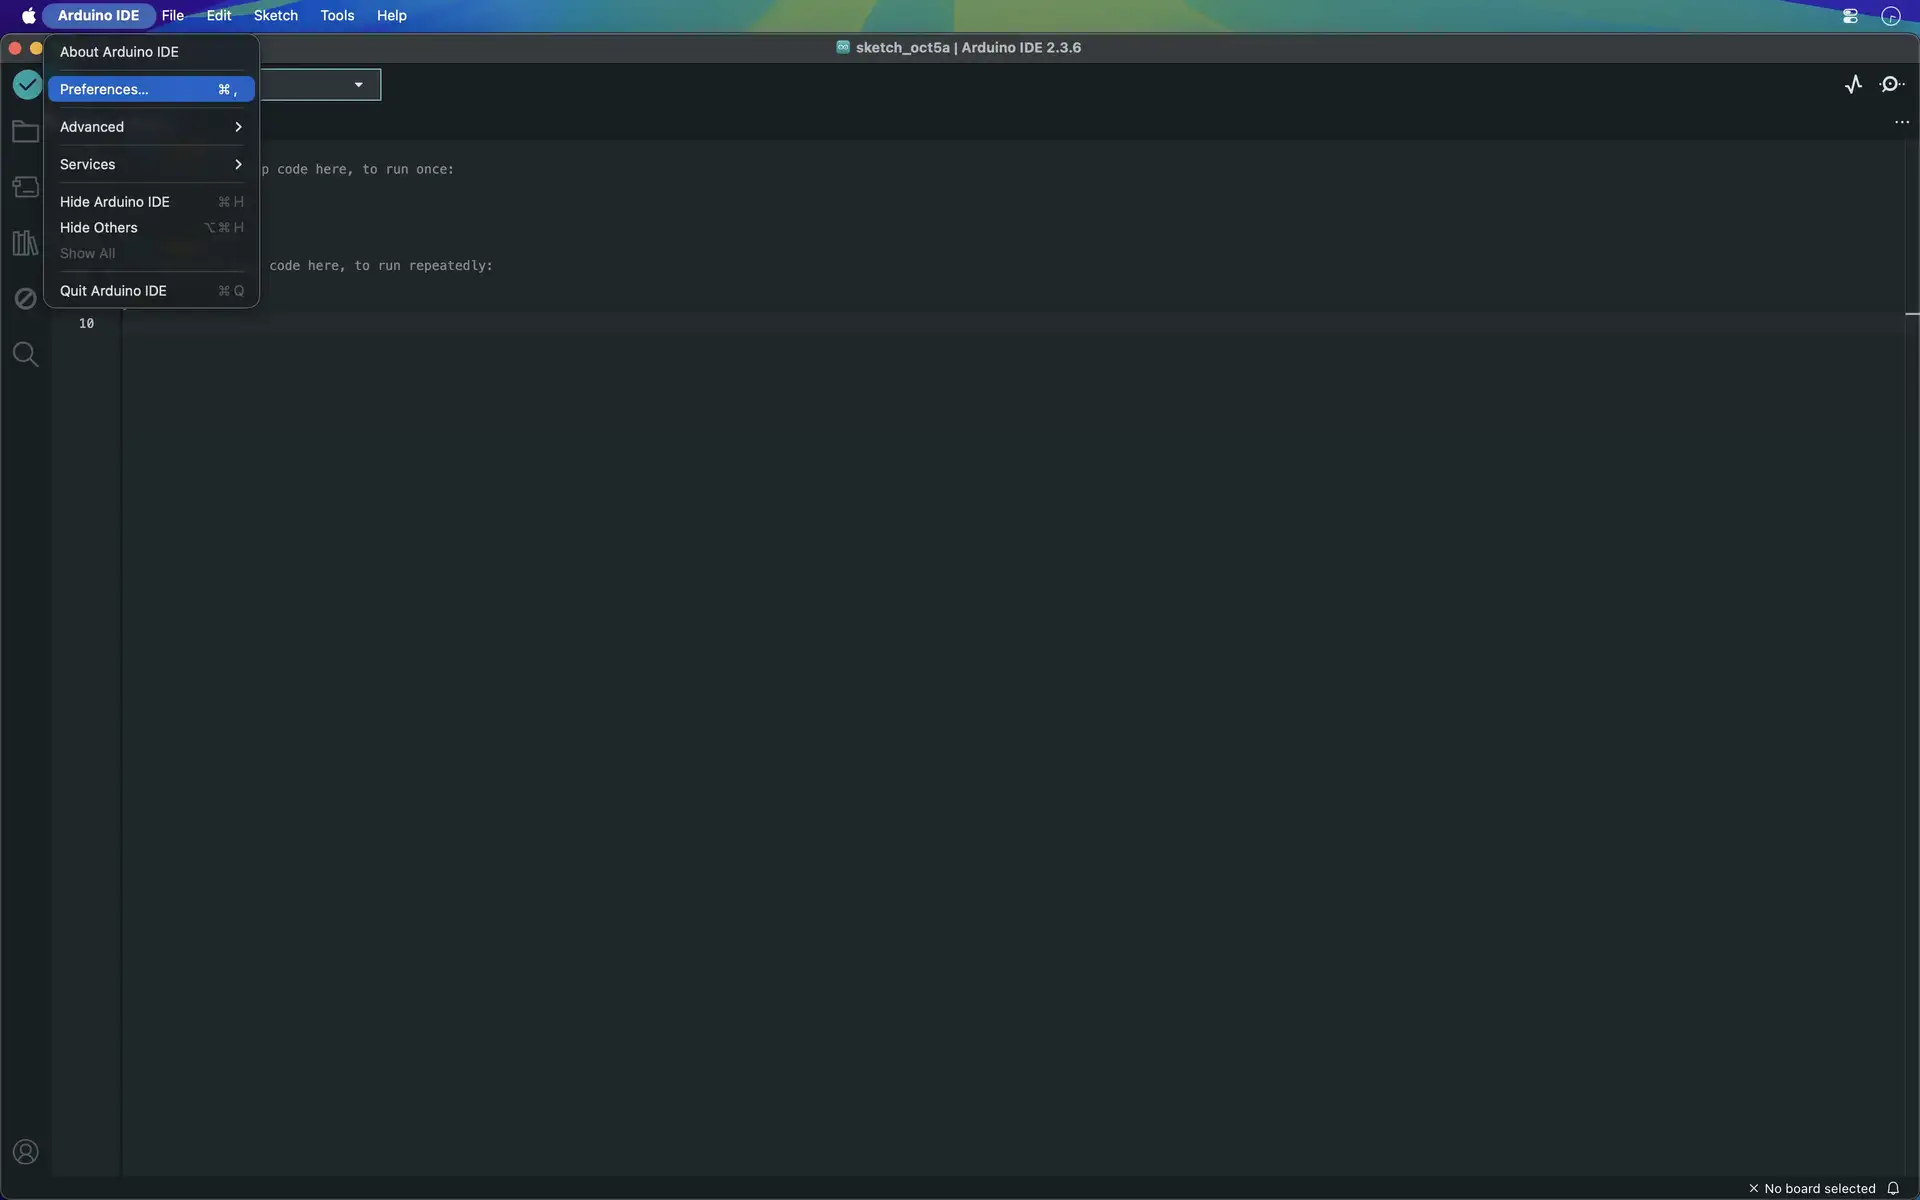 Arduino IDE File Edit Sketch Tools Help
sketch_oct5a | Arduino IDE 2.3.6
About Arduino IDE
Preferences... ⌘ ,
Advanced
Services
Hide Arduino IDE ⌘ H
Hide Others ⌥⌘ H
Show All
Quit Arduino IDE ⌘ Q
p code here, to run once:
code here, to run repeatedly:
10
No board selected